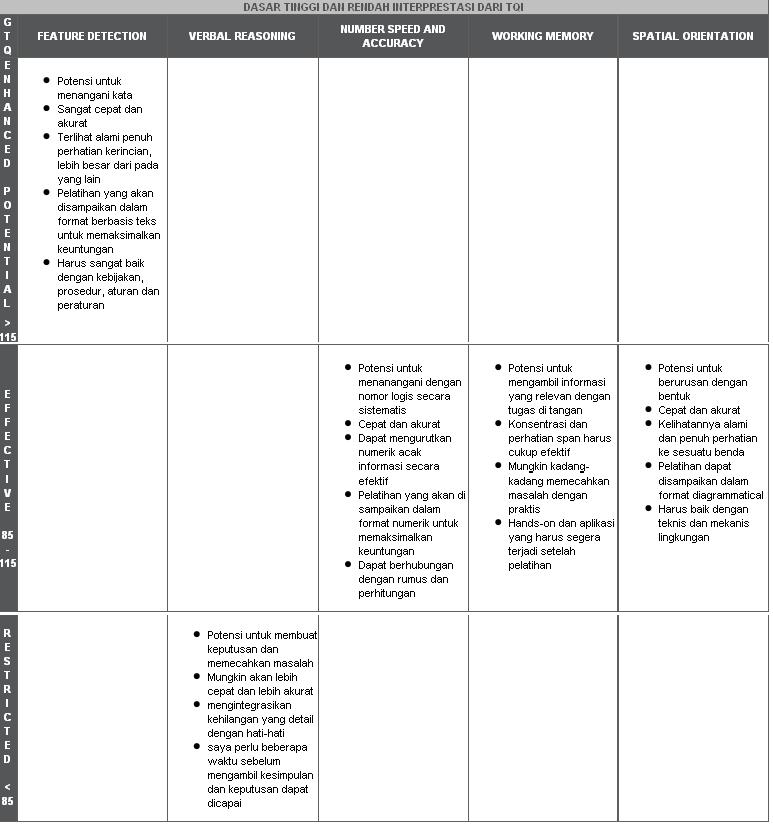 DASAR TINGGI DAN RENDAH INTERPRESTASI DARI TQI
FEATURE DETECTION
VERBAL REASONING
NUMBER SPEED AND
ACCURACY
WORKING MEMORY
SPATIAL ORIENTATION
GTQENHANCED POTENTIAL
>
115
Potensi untuk
menangani kata
Sangat cepat dan
akurat
Terlihat alami penuh
perhatian kerincian,
lebih besar dari pada
yang lain
Pelatihan yang akan
disampaikan dalam
format berbasis teks
untuk memaksimalkan
keuntungan
Harus sangat baik
dengan kebijakan,
prosedur, aturan dan
peraturan
EFFECTIVE
85
-
115
Potensi untuk
menanangani dengan
nomor logis secara
sistematis
Cepat dan akurat
Dapat mengurutkan
numerik acak
informasi secara
efektif
Pelatihan yang akan di
sampaikan dalam
format numerik untuk
memaksimalkan
keuntungan
Dapat berhubungan
dengan rumus dan
perhitungan
Potensi untuk
mengambil informasi
yang relevan dengan
tugas di tangan
Konsentrasi dan
perhatian span harus
cukup efektif
Mungkin kadang-
kadang memecahkan
masalah dengan
praktis
Hands-on dan aplikasi
yang harus segera
terjadi setelah
pelatihan
Potensi untuk
berurusan dengan
bentuk
Cepat dan akurat
Kelihatannya alami
dan penuh perhatian
ke sesuatu benda
Pelatihan dapat
disampaikan dalam
format diagrammatical
Harus baik dengan
teknis dan mekanis
lingkungan
RESTRICTED
<
85
Potensi untuk membuat
keputusan dan
memecahkan masalah
Mungkin akan lebih
cepat dan lebih akurat
mengintegrasikan
kehilangan yang detail
dengan hati-hati
saya perlu beberapa
waktu sebelum
mengambil kesimpulan
dan keputusan dapat
dicapai